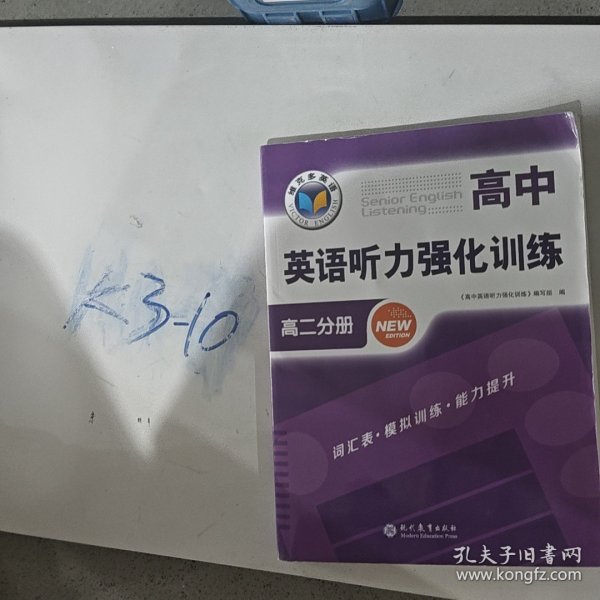 K3-10
维克多英语
VICTOR ENGLISH
Senior English
Listening
高中
英语听力强化训练
《高中英语听力强化训练》编写组 编
高二分册
NEW
EDITION
词汇表·模拟训练·能力提升
现代教育出版社
Modern Education Press
孔夫子旧书网
www.kongfz.com